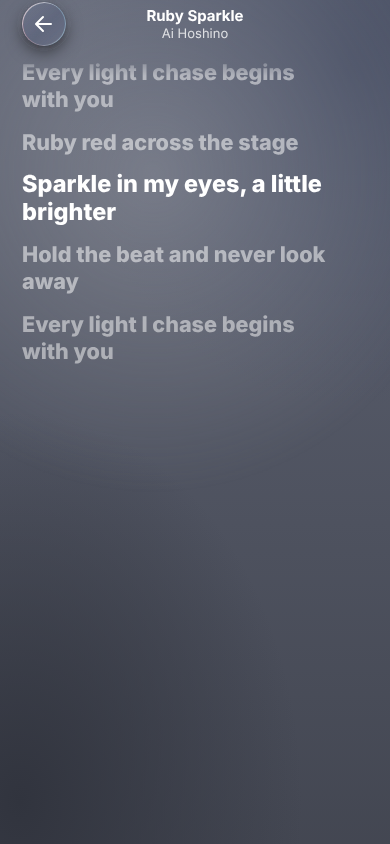 Ruby Sparkle
Ai Hoshino
Every light I chase begins
with you
Ruby red across the stage
Sparkle in my eyes, a little
brighter
Hold the beat and never look
away
Every light I chase begins
with you